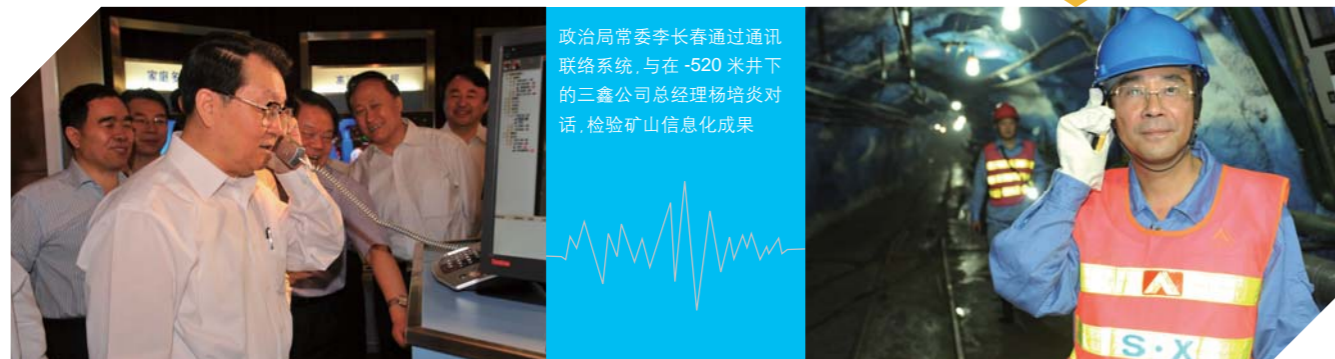 家庭
政治局常委李长春通过通讯
联络系统,与在 -520 米井下
的三鑫公司总经理杨培炎对
话,检验矿山信息化成果
S·X